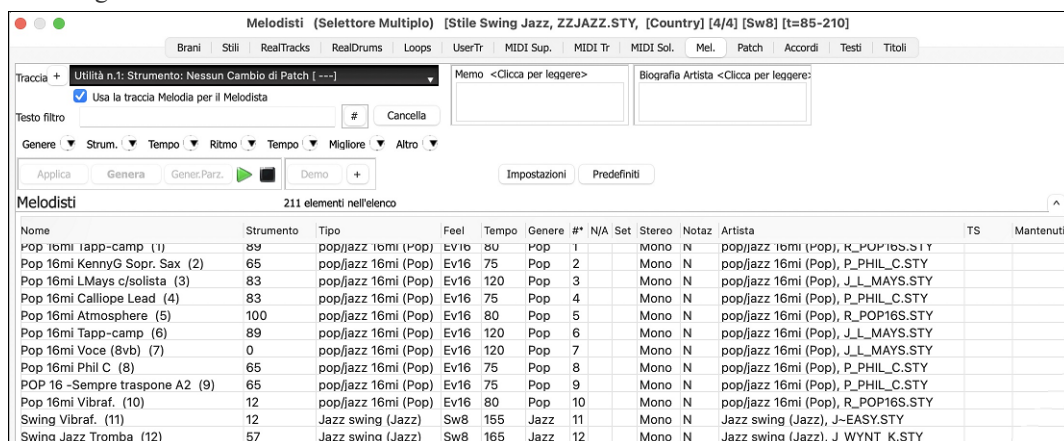 Melodisti (Selettore Multiplo) [Stile Swing Jazz, ZZJAZZ.STY, [Country] [4/4] [Sw8] [t=85-210]
Brani Stili RealTracks RealDrums Loops UserTr MIDI Sup. MIDI Tr MIDI Sol. Mel. Patch Accordi Testi Titoli
Traccia + Utilità n.1: Strumento: Nessun Cambio di Patch [ ---] Memo <Clicca per leggere> Biografia Artista <Clicca per leggere>
Usa la traccia Melodia per il Melodista
Testo filtro # Cancella
Genere Strum. Tempo Ritmo Tempo Migliore Altro
Applica Genera Gener.Parz. Demo + Impostazioni Predefiniti
Melodisti 211 elementi nell'elenco
Nome Strumento Tipo Feel Tempo Genere #* N/A Set Stereo Notaz Artista TS Mantenuti
Pop 16mi Tapp-camp (1) 89 pop/jazz 16mi (Pop) Ev16 80 Pop 1 Mono N pop/jazz 16mi (Pop), R_POP16S.STY
Pop 16mi KennyG Sopr. Sax (2) 65 pop/jazz 16mi (Pop) Ev16 75 Pop 2 Mono N pop/jazz 16mi (Pop), P_PHIL_C.STY
Pop 16mi LMays c/solista (3) 83 pop/jazz 16mi (Pop) Ev16 120 Pop 3 Mono N pop/jazz 16mi (Pop), J_L_MAYS.STY
Pop 16mi Calliope Lead (4) 83 pop/jazz 16mi (Pop) Ev16 75 Pop 4 Mono N pop/jazz 16mi (Pop), P_PHIL_C.STY
Pop 16mi Atmosphere (5) 100 pop/jazz 16mi (Pop) Ev16 80 Pop 5 Mono N pop/jazz 16mi (Pop), R_POP16S.STY
Pop 16mi Tapp-camp (6) 89 pop/jazz 16mi (Pop) Ev16 120 Pop 6 Mono N pop/jazz 16mi (Pop), J_L_MAYS.STY
Pop 16mi Voce (8vb) (7) 0 pop/jazz 16mi (Pop) Ev16 120 Pop 7 Mono N pop/jazz 16mi (Pop), J_L_MAYS.STY
Pop 16mi Phil C (8) 65 pop/jazz 16mi (Pop) Ev16 75 Pop 8 Mono N pop/jazz 16mi (Pop), P_PHIL_C.STY
POP 16 -Sempre traspone A2 (9) 65 pop/jazz 16mi (Pop) Ev16 75 Pop 9 Mono N pop/jazz 16mi (Pop), P_PHIL_C.STY
Pop 16mi Vibraf. (10) 12 pop/jazz 16mi (Pop) Ev16 80 Pop 10 Mono N pop/jazz 16mi (Pop), R_POP16S.STY
Swing Vibraf. (11) 12 Jazz swing (Jazz) Sw8 155 Jazz 11 Mono N Jazz swing (Jazz), J~EASY.STY
Swing Jazz Tromba (12) 57 Jazz swing (Jazz) Sw8 165 Jazz 12 Mono N Jazz swing (Jazz), J_WYNT_K.STY